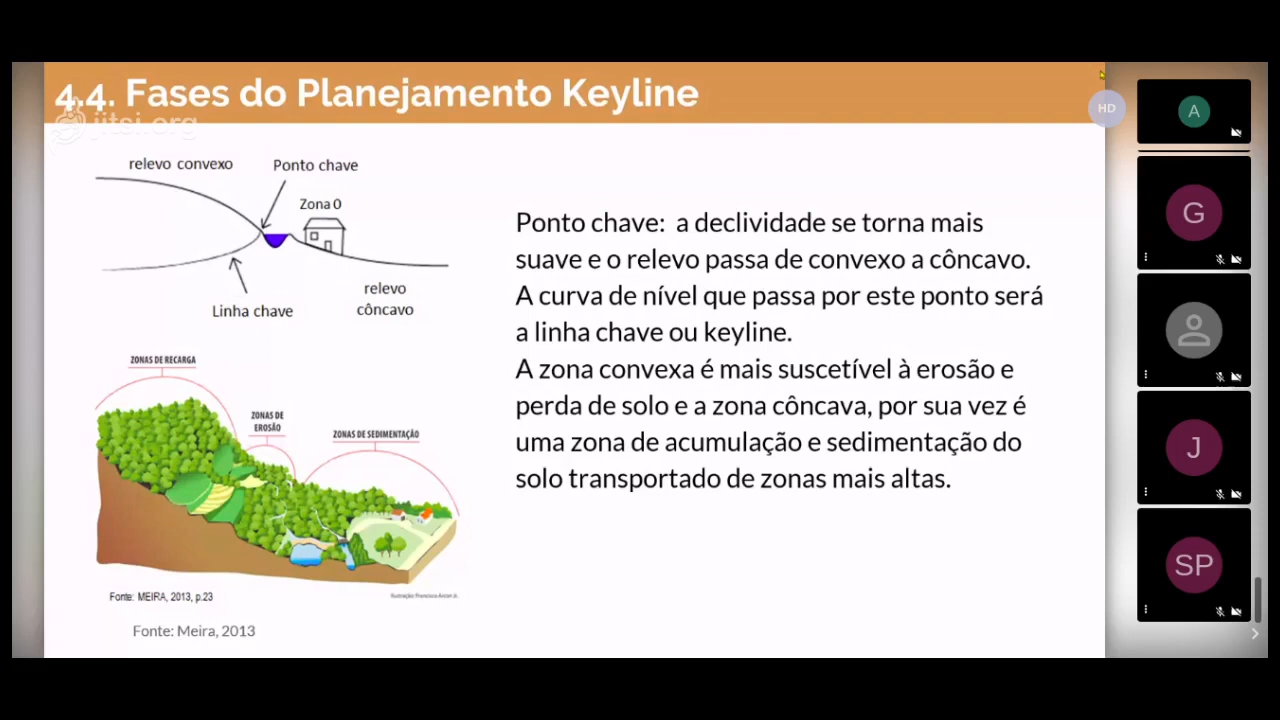 4.4. Fases do Planejamento Keyline
jitsi.org
HD
relevo convexo
Ponto chave
Zona 0
Linha chave
relevo
côncavo
ZONAS DE RECARGA
ZONAS DE
EROSÃO
ZONAS DE SEDIMENTAÇÃO
Fonte: MEIRA, 2013, p.23
Fonte: Meira, 2013
Ponto chave: a declividade se torna mais
suave e o relevo passa de convexo a côncavo.
A curva de nível que passa por este ponto será
a linha chave ou keyline.
A zona convexa é mais suscetível à erosão e
perda de solo e a zona côncava, por sua vez é
uma zona de acumulação e sedimentação do
solo transportado de zonas mais altas.
A
G
J
SP